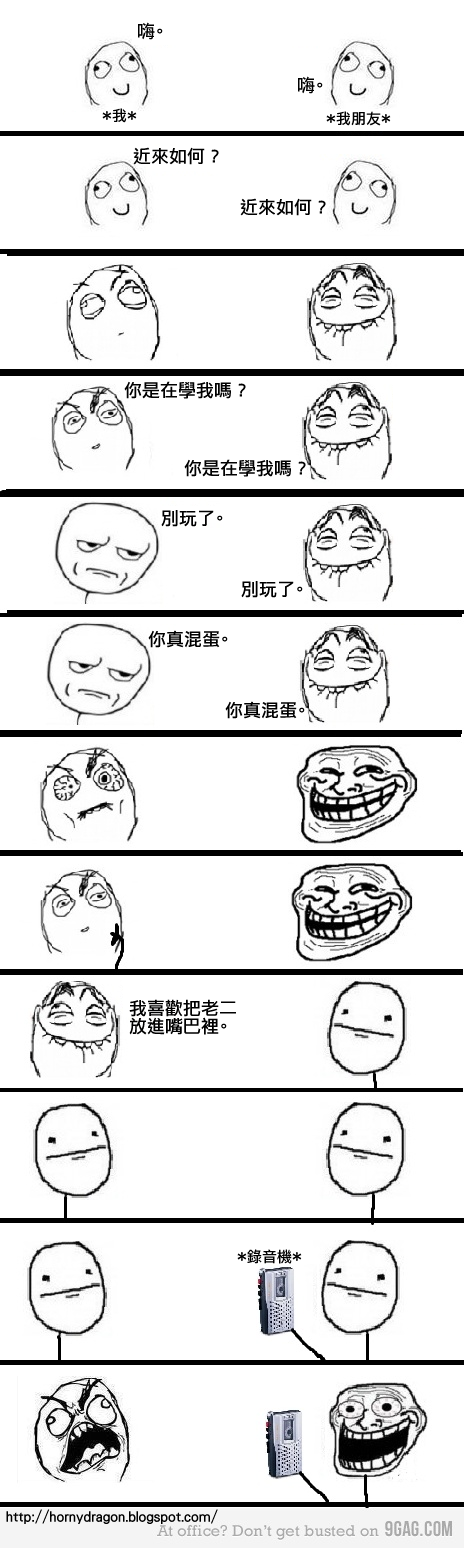 嗨。
嗨。
*我*
*我朋友*
近來如何？
近來如何？
你是在學我嗎？
你是在學我嗎？
別玩了。
別玩了。
你真混蛋。
你真混蛋。
我喜歡把老二
放進嘴巴裡。
*錄音機*
http://hornydragon.blogspot.com/
At office? Don't get busted on 9GAG.COM